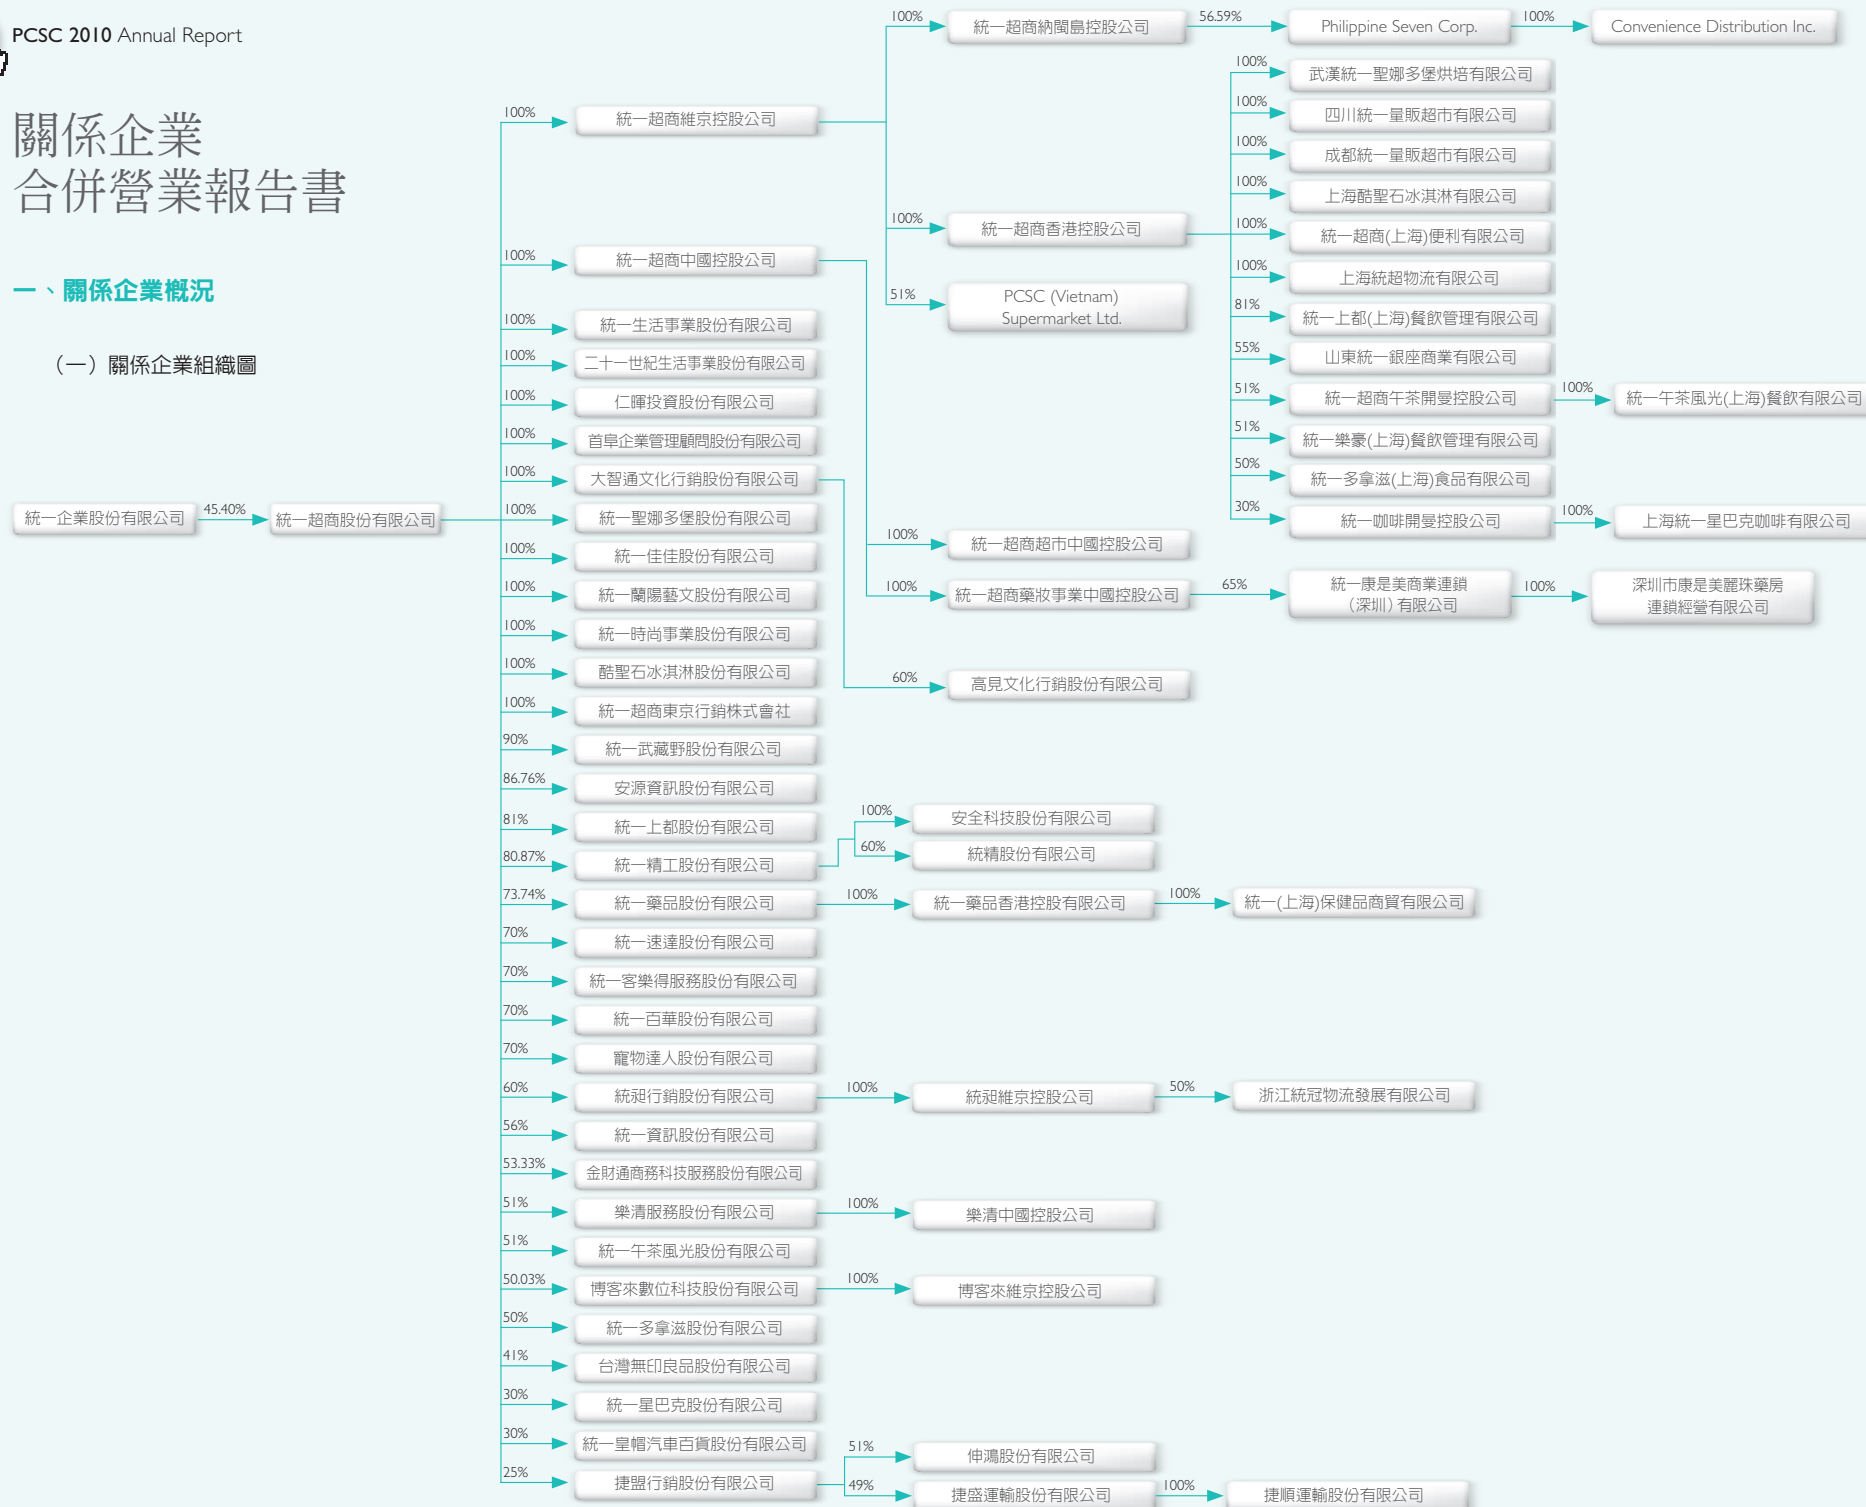 PCSC 2010 Annual Report
關係企業
合併營業報告書
一、關係企業概況
（一）關係企業組織圖
統一企業股份有限公司
45.40%
統一超商股份有限公司
100%
統一超商維京控股公司
100%
統一超商納閩島控股公司
56.59%
Philippine Seven Corp.
100%
Convenience Distribution Inc.
100%
統一超商香港控股公司
100%
武漢統一聖娜多堡烘培有限公司
100%
四川統一量販超市有限公司
100%
成都統一量販超市有限公司
100%
上海酷聖石冰淇淋有限公司
100%
統一超商(上海)便利有限公司
100%
上海統超物流有限公司
81%
統一上都(上海)餐飲管理有限公司
55%
山東統一銀座商業有限公司
51%
統一超商午茶開曼控股公司
100%
統一午茶風光(上海)餐飲有限公司
51%
統一樂豪(上海)餐飲管理有限公司
50%
統一多拿滋(上海)食品有限公司
30%
統一咖啡開曼控股公司
100%
上海統一星巴克咖啡有限公司
51%
PCSC (Vietnam)
Supermarket Ltd.
100%
統一超商中國控股公司
100%
統一超商超市中國控股公司
100%
統一超商藥妝事業中國控股公司
65%
統一康是美商業連鎖
（深圳）有限公司
100%
深圳市康是美麗珠藥房
連鎖經營有限公司
100%
統一生活事業股份有限公司
100%
二十一世紀生活事業股份有限公司
100%
仁暉投資股份有限公司
100%
首阜企業管理顧問股份有限公司
100%
大智通文化行銷股份有限公司
60%
高見文化行銷股份有限公司
100%
統一聖娜多堡股份有限公司
100%
統一佳佳股份有限公司
100%
統一蘭陽藝文股份有限公司
100%
統一時尚事業股份有限公司
100%
酷聖石冰淇淋股份有限公司
100%
統一超商東京行銷株式會社
90%
統一武藏野股份有限公司
86.76%
安源資訊股份有限公司
81%
統一上都股份有限公司
80.87%
統一精工股份有限公司
100%
安全科技股份有限公司
60%
統精股份有限公司
73.74%
統一藥品股份有限公司
100%
統一藥品香港控股有限公司
100%
統一(上海)保健品商貿有限公司
70%
統一速達股份有限公司
70%
統一客樂得服務股份有限公司
70%
統一百華股份有限公司
70%
寵物達人股份有限公司
60%
統昶行銷股份有限公司
100%
統昶維京控股公司
50%
浙江統冠物流發展有限公司
56%
統一資訊股份有限公司
53.33%
金財通商務科技服務股份有限公司
51%
樂清服務股份有限公司
100%
樂清中國控股公司
51%
統一午茶風光股份有限公司
50.03%
博客來數位科技股份有限公司
100%
博客來維京控股公司
50%
統一多拿滋股份有限公司
41%
台灣無印良品股份有限公司
30%
統一星巴克股份有限公司
30%
統一皇帽汽車百貨股份有限公司
25%
捷盟行銷股份有限公司
51%
伸鴻股份有限公司
49%
捷盛運輸股份有限公司
100%
捷順運輸股份有限公司